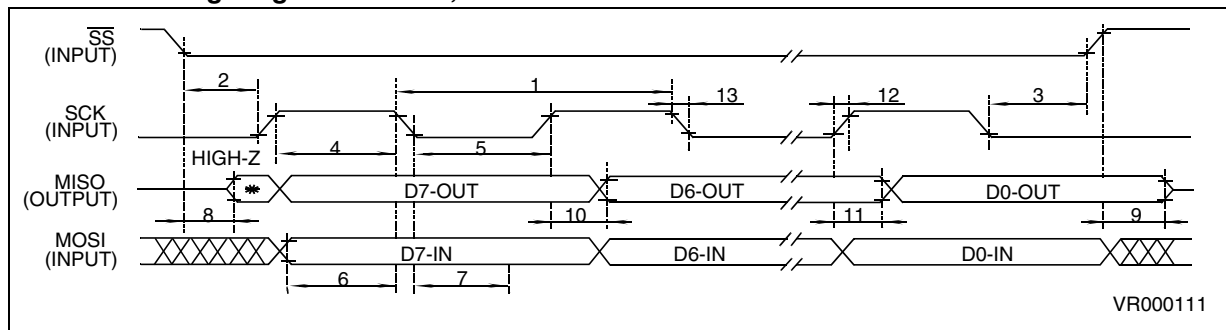 SS
(INPUT)
2
1
13
12
3
SCK
(INPUT)
4
5
HIGH-Z
MISO
(OUTPUT)
*
D7-OUT
D6-OUT
D0-OUT
8
10
11
9
MOSI
(INPUT)
D7-IN
D6-IN
D0-IN
6
7
VR000111